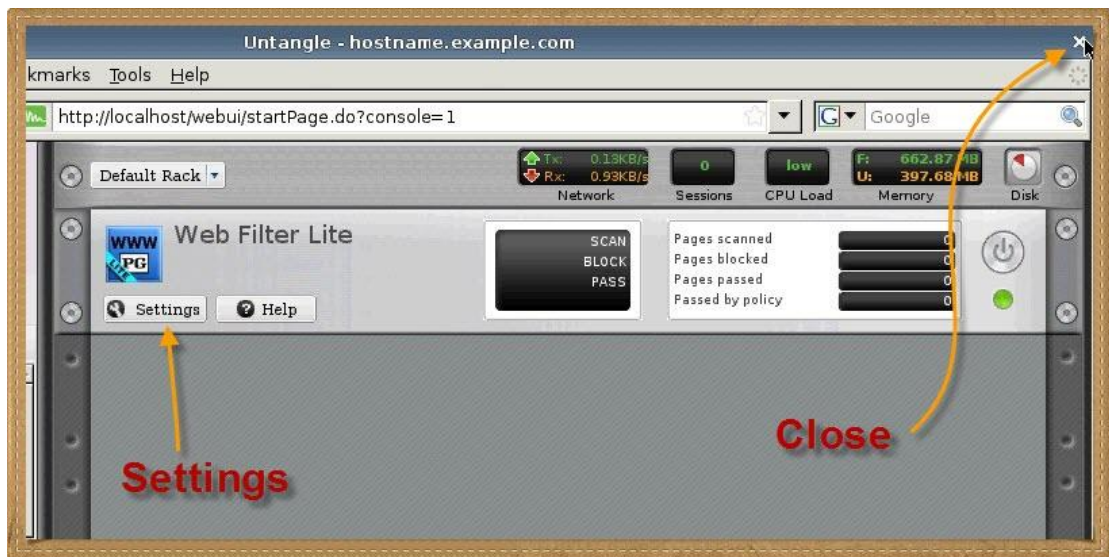 Untangle - hostname.example.com
kmarks Tools Help
http://localhost/webui/startPage.do?console=1
G Google
Default Rack
Tx: 0.13KB/s
Rx: 0.93KB/s
Network
0
Sessions
low
CPU Load
F: 662.87 MB
U: 397.68 MB
Memory
Disk
WWW
PG
LITE
Web Filter Lite
Settings
Help
SCAN
BLOCK
PASS
Pages scanned 0
Pages blocked 0
Pages passed 0
Passed by policy 0
Settings
Close